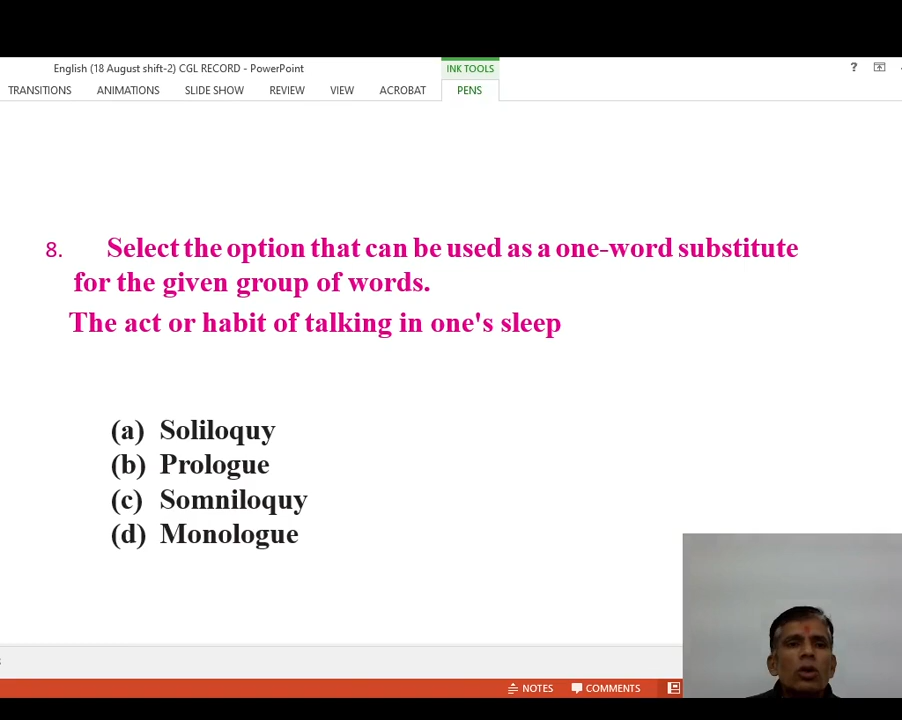 English (18 August shift-2) CGL RECORD - PowerPoint
INK TOOLS
?
TRANSITIONS ANIMATIONS SLIDE SHOW REVIEW VIEW ACROBAT PENS
8. Select the option that can be used as a one-word substitute
for the given group of words.
The act or habit of talking in one's sleep
(a) Soliloquy
(b) Prologue
(c) Somniloquy
(d) Monologue
NOTES COMMENTS